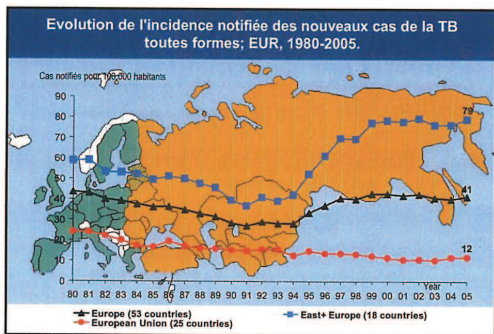 Evolution de l'incidence notifiée des nouveaux cas de la TB
toutes formes; EUR, 1980-2005.
Cas notifiés pour 100,000 habitants
90
80
70
60
50
40
30
20
10
0
79
41
12
80 81 82 83 84 85 86 87 88 89 90 91 92 93 94 95 96 97 98 99 00 01 02 03 04 05
Year
Europe (53 countries)
East+ Europe (18 countries)
European Union (25 countries)